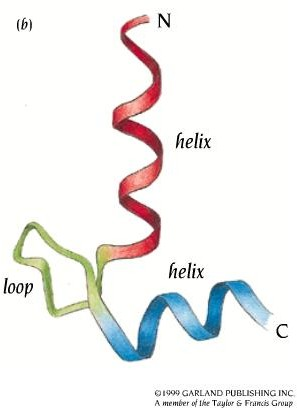 (b)
N
helix
helix
loop
C
©1999 GARLAND PUBLISHING INC.
A member of the Taylor & Francis Group